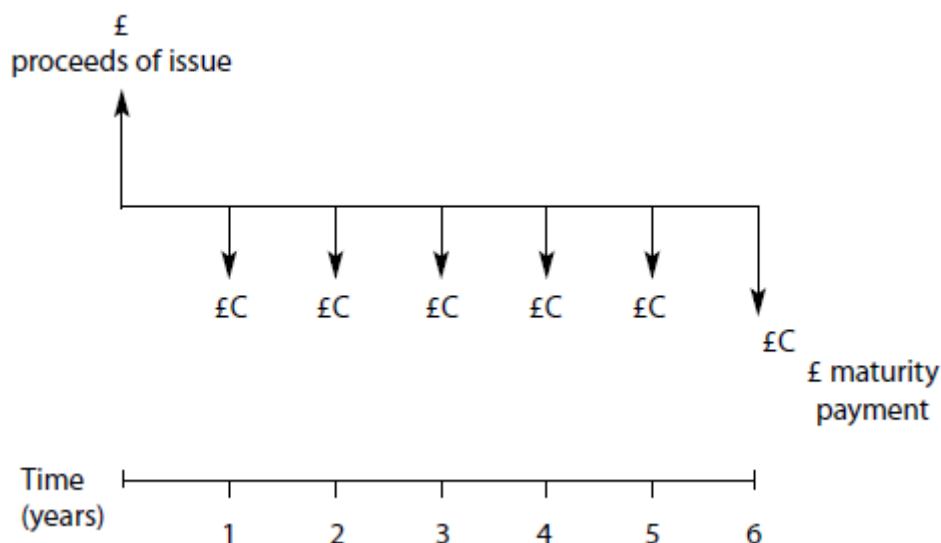 £
proceeds of issue
£C £C £C £C £C
£C
£ maturity
payment
Time
(years)
1 2 3 4 5 6